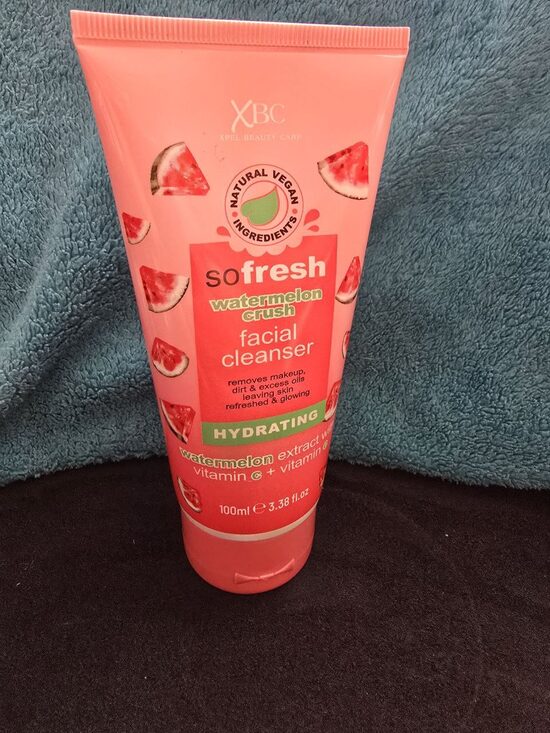 XBC
XPEL BEAUTY CARE
NATURAL VEGAN
INGREDIENTS
sofresh
watermelon
crush
facial
cleanser
removes makeup,
dirt & excess oils
leaving skin
refreshed & glowing
HYDRATING
watermelon extract
vitamin c + vitamin
100ml e 3.38 fl.oz